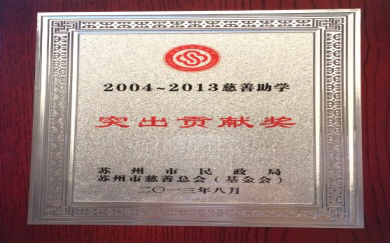 2004~2013慈善助学
突出贡献奖
苏州市民政局
苏州市慈善总会（基金会）
二〇一三年八月